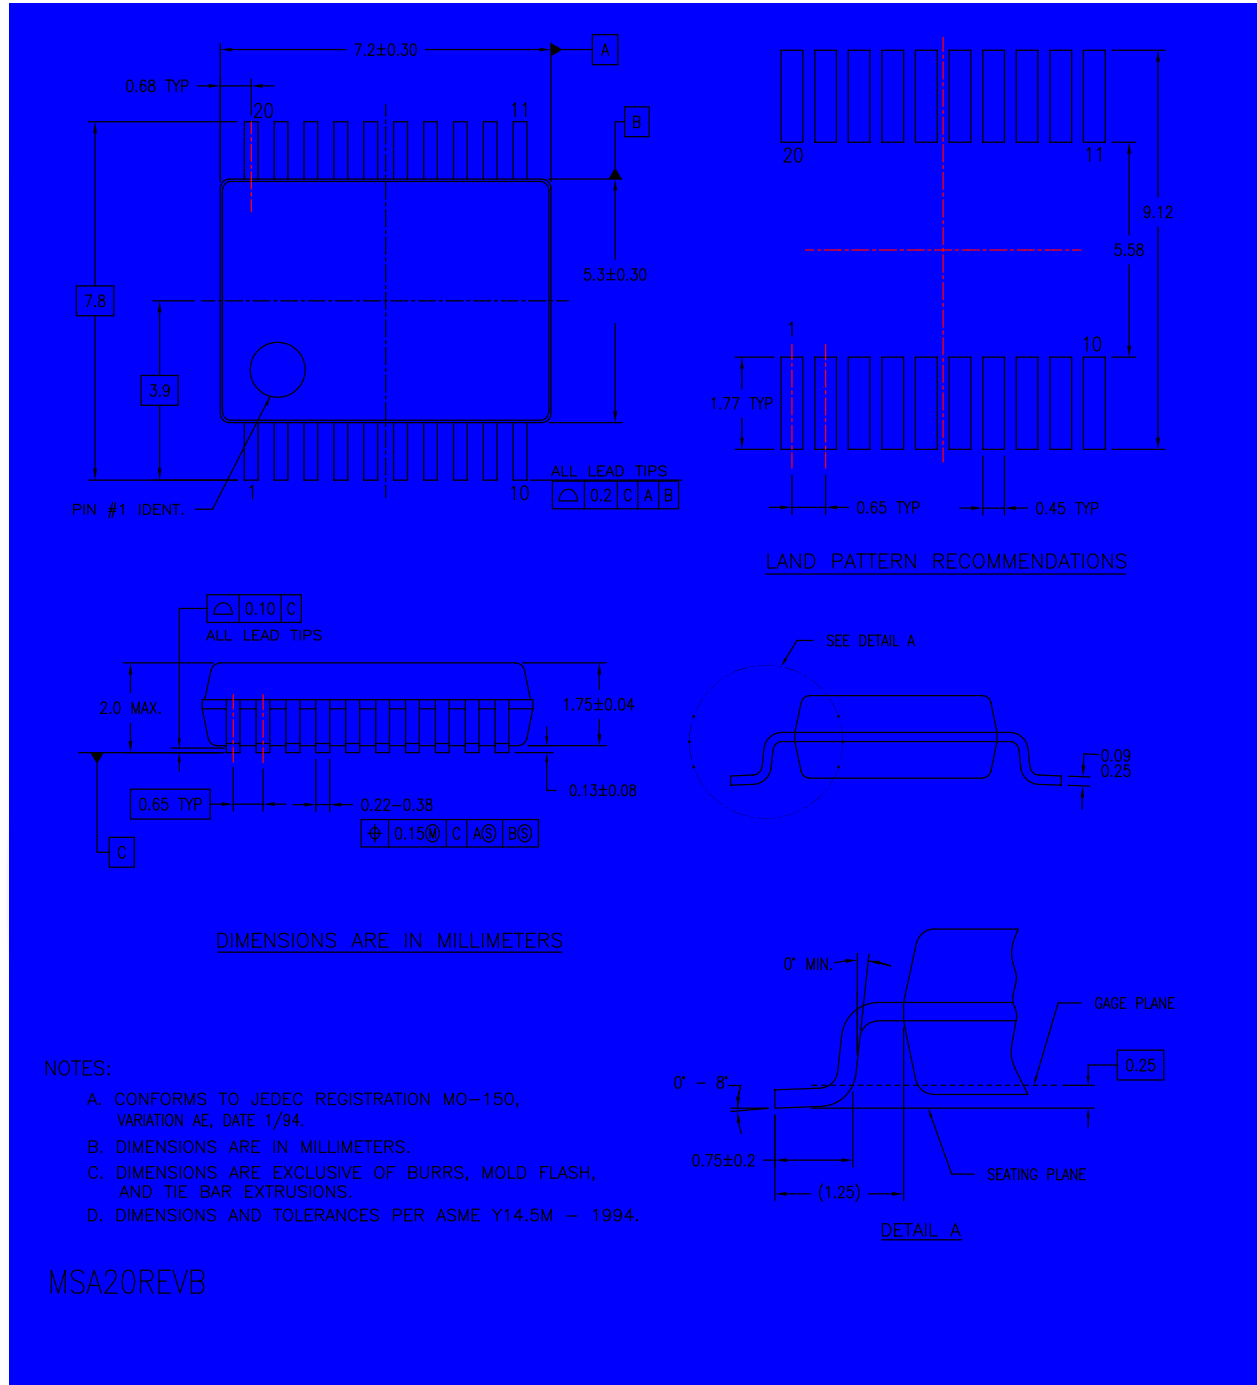 7.2±0.30
A
0.68 TYP
20
11
B
7.8
5.3±0.30
3.9
1
10
ALL LEAD TIPS
⌓ 0.2 C A B
PIN #1 IDENT.
20
11
9.12
5.58
1
10
1.77 TYP
0.65 TYP
0.45 TYP
LAND PATTERN RECOMMENDATIONS
⌓ 0.10 C
ALL LEAD TIPS
2.0 MAX.
1.75±0.04
0.13±0.08
0.65 TYP
0.22-0.38
⌖ 0.15Ⓜ C AⓈ BⓈ
C
SEE DETAIL A
0.09
0.25
DIMENSIONS ARE IN MILLIMETERS
0° MIN.
GAGE PLANE
0.25
0° - 8°
0.75±0.2
SEATING PLANE
(1.25)
DETAIL A
NOTES:
A. CONFORMS TO JEDEC REGISTRATION MO-150,
VARIATION AE, DATE 1/94.
B. DIMENSIONS ARE IN MILLIMETERS.
C. DIMENSIONS ARE EXCLUSIVE OF BURRS, MOLD FLASH,
AND TIE BAR EXTRUSIONS.
D. DIMENSIONS AND TOLERANCES PER ASME Y14.5M - 1994.
MSA20REVB